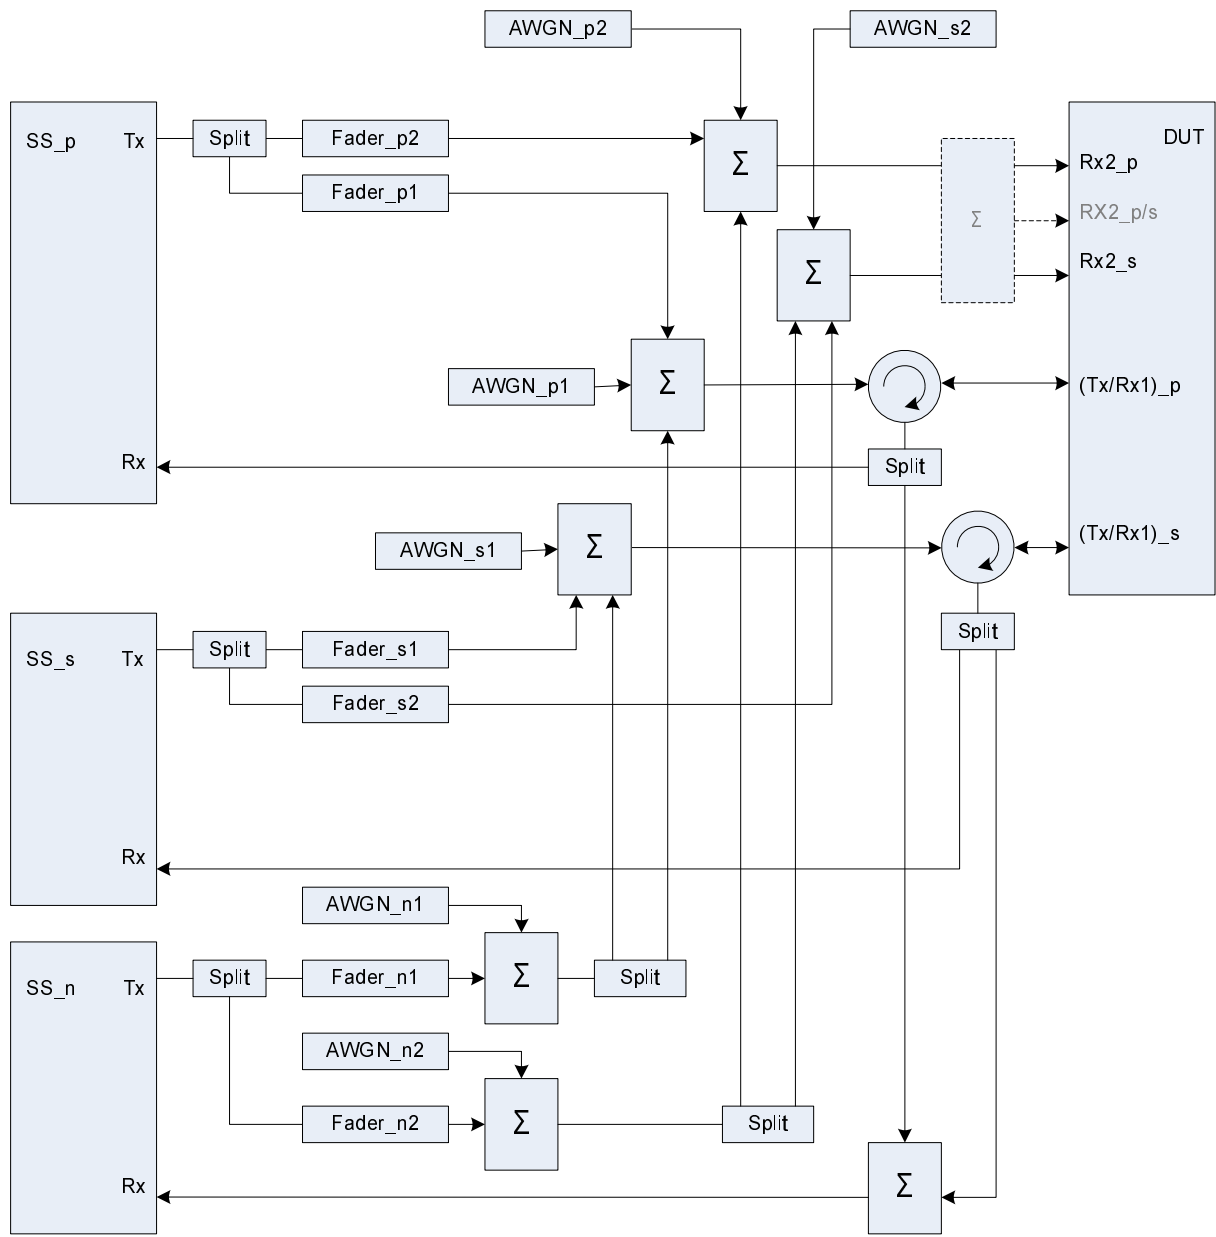 AWGN_p2
AWGN_s2
SS_p
Tx
Split
Fader_p2
Fader_p1
Σ
DUT
Rx2_p
Σ
RX2_p/s
Rx2_s
Σ
AWGN_p1
Σ
(Tx/Rx1)_p
Rx
Split
AWGN_s1
Σ
(Tx/Rx1)_s
SS_s
Tx
Split
Fader_s1
Split
Fader_s2
Rx
AWGN_n1
SS_n
Tx
Split
Fader_n1
Σ
Split
AWGN_n2
Fader_n2
Σ
Split
Rx
Σ